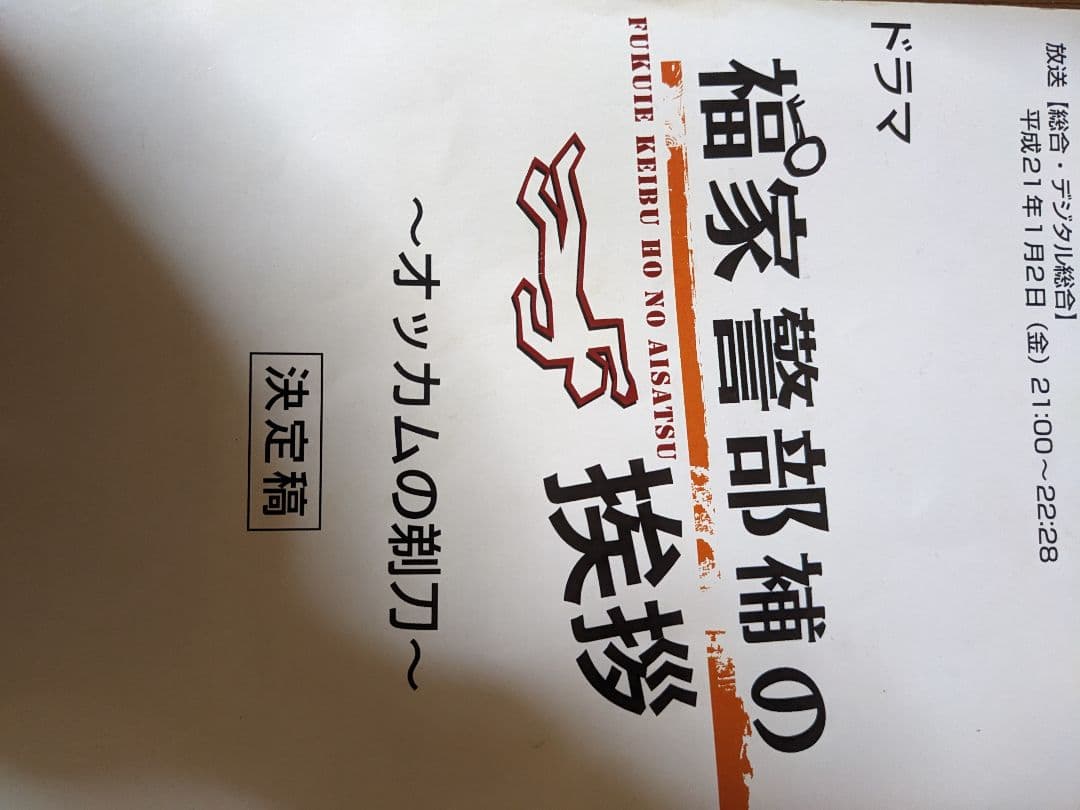 放送【総合・デジタル総合】
平成21年1月2日（金）21:00～22:28
ドラマ
福家警部補の
FUKUIE KEIBU HO NO AISATSU
挨拶
～オッカムの剃刀～
決定稿